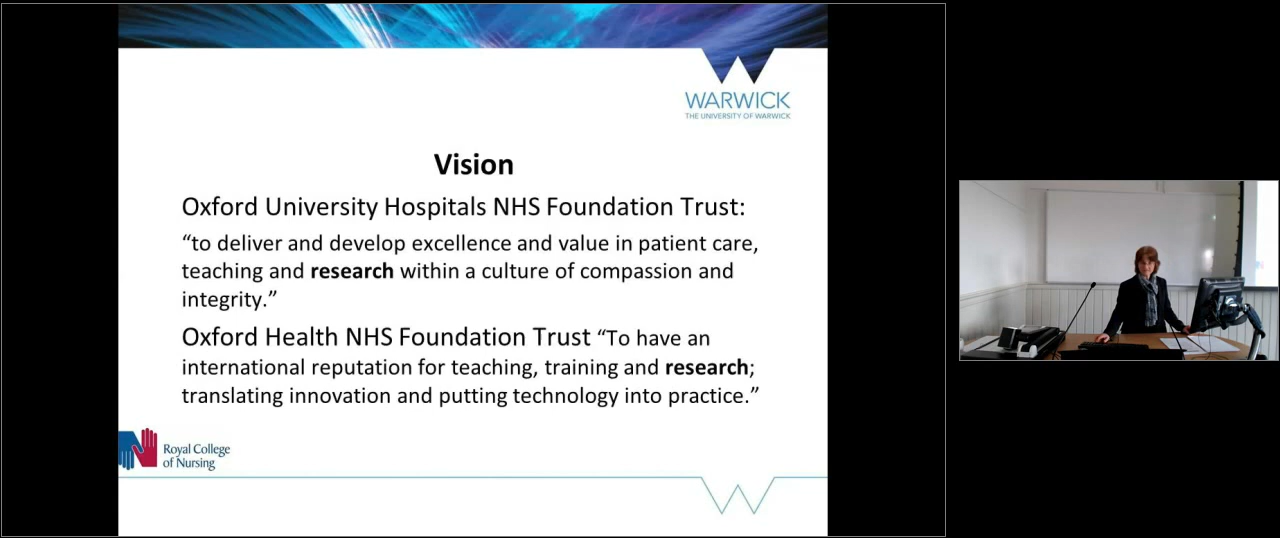 WARWICK
THE UNIVERSITY OF WARWICK
Vision
Oxford University Hospitals NHS Foundation Trust:
“to deliver and develop excellence and value in patient care,
teaching and research within a culture of compassion and
integrity.”
Oxford Health NHS Foundation Trust “To have an
international reputation for teaching, training and research;
translating innovation and putting technology into practice.”
Royal College
of Nursing